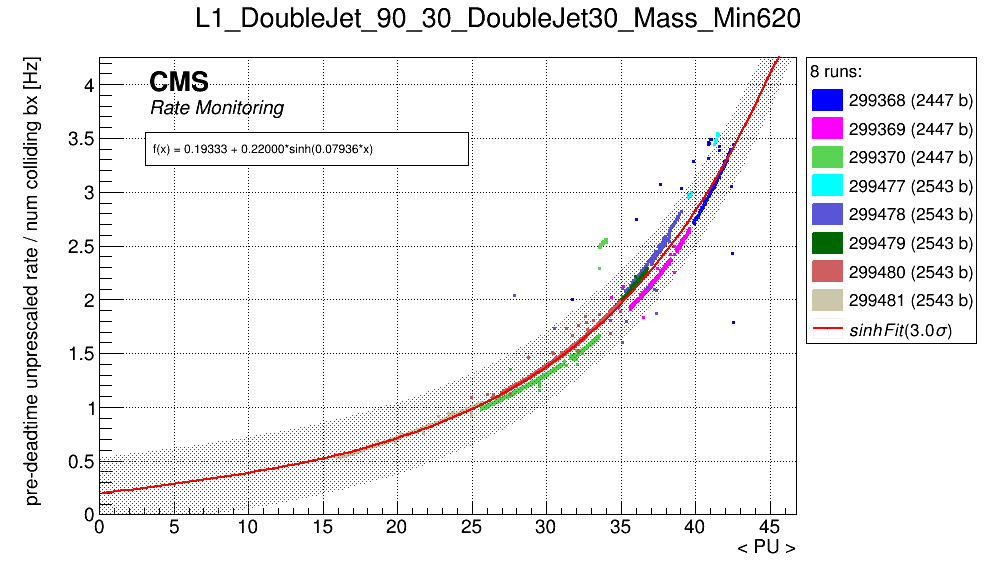 L1_DoubleJet_90_30_DoubleJet30_Mass_Min620
pre-deadtime unprescaled rate / num colliding bx [Hz]
CMS
Rate Monitoring
f(x) = 0.19333 + 0.22000*sinh(0.07936*x)
4
3.5
3
2.5
2
1.5
1
0.5
0
0 5 10 15 20 25 30 35 40 45
< PU >
8 runs:
299368 (2447 b)
299369 (2447 b)
299370 (2447 b)
299477 (2543 b)
299478 (2543 b)
299479 (2543 b)
299480 (2543 b)
299481 (2543 b)
sinhFit(3.0σ)